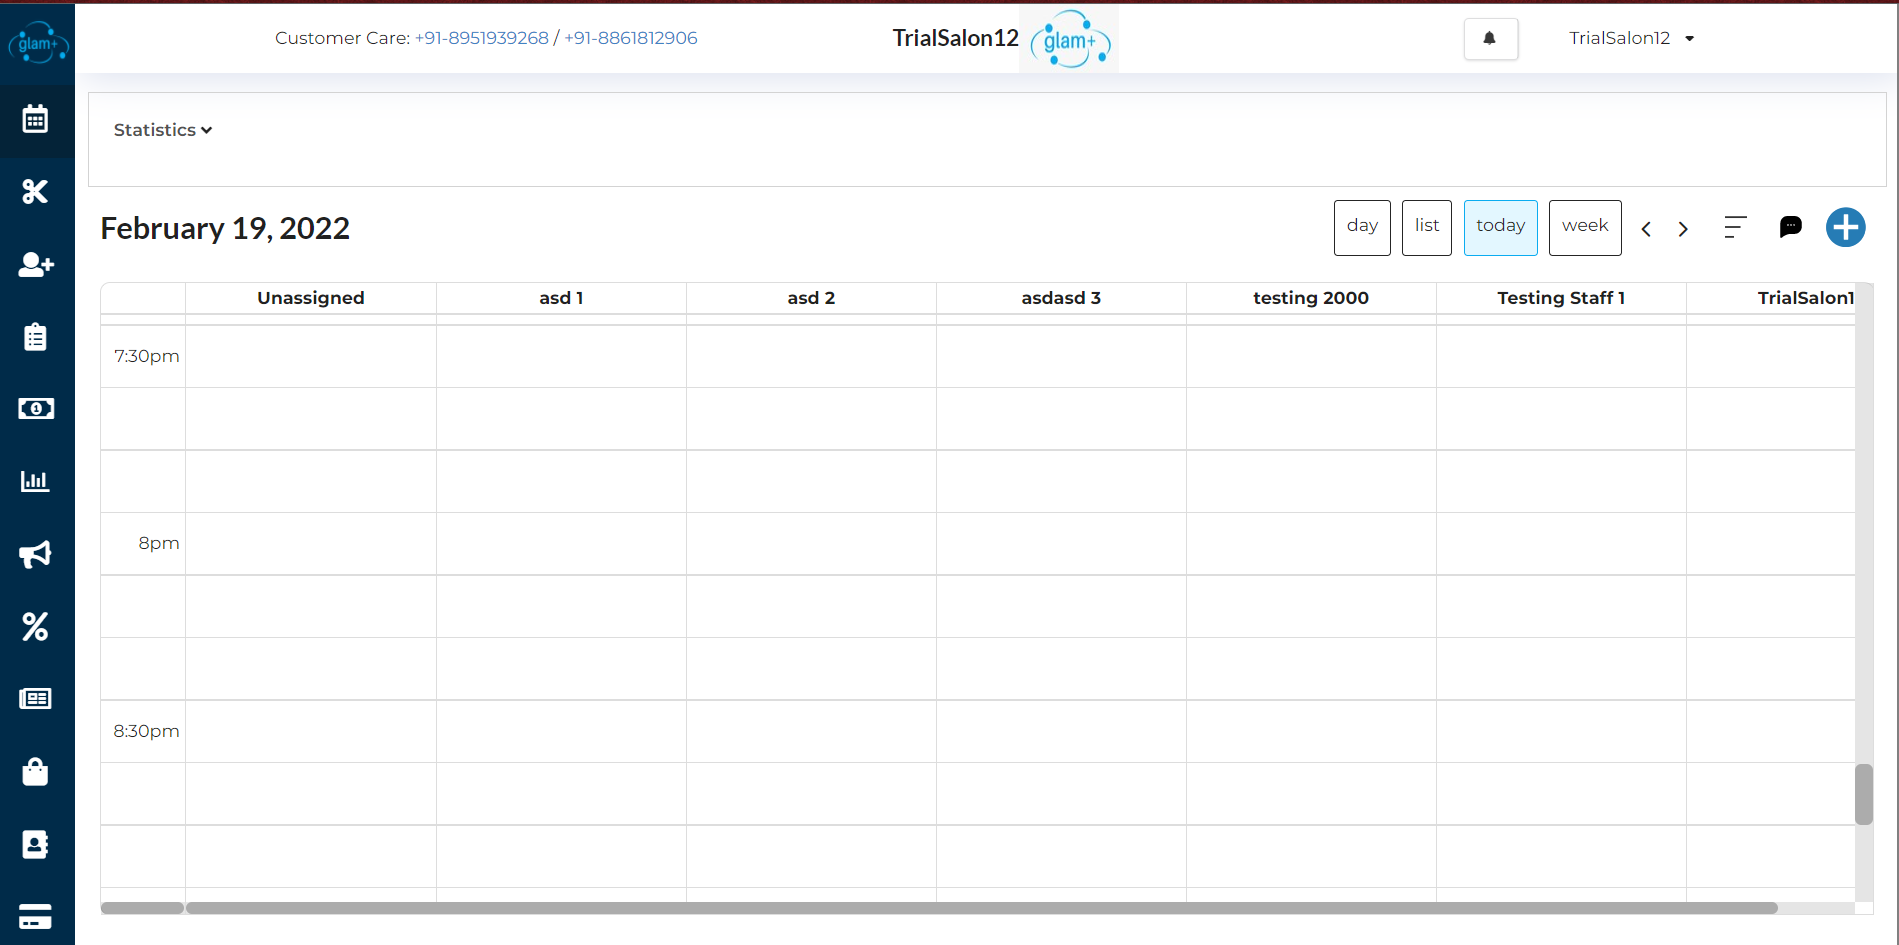 glam+
Customer Care: +91-8951939268 / +91-8861812906
TrialSalon12
glam+
TrialSalon12
Statistics
February 19, 2022
day
list
today
week
Unassigned
asd 1
asd 2
asdasd 3
testing 2000
Testing Staff 1
TrialSalon1
7:30pm
8pm
8:30pm